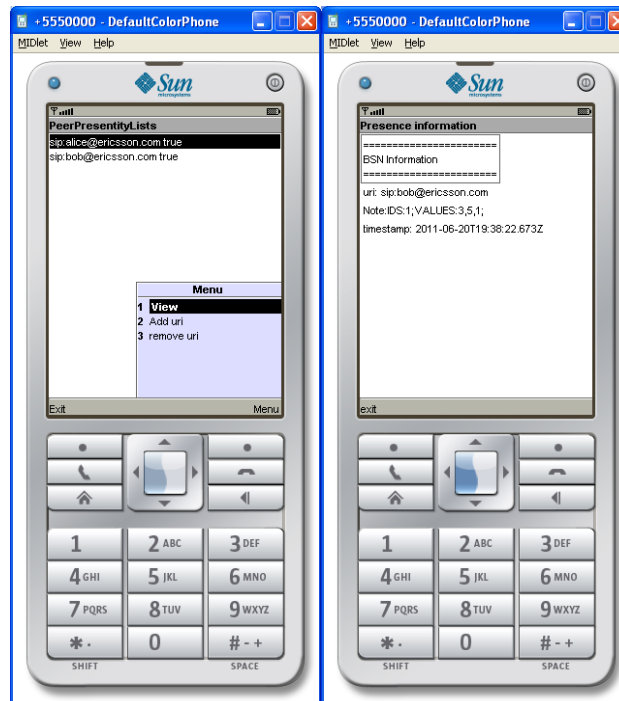 +5550000 - DefaultColorPhone
MIDlet View Help
Sun
microsystems
PeerPresentityLists
sip:alice@ericsson.com true
sip:bob@ericsson.com true
Menu
1 View
2 Add uri
3 remove uri
Exit Menu
1 2 ABC 3 DEF
4 GHI 5 JKL 6 MNO
7 PQRS 8 TUV 9 WXYZ
* . 0 # - +
SHIFT SPACE
+5550000 - DefaultColorPhone
MIDlet View Help
Sun
microsystems
Presence information
=======================
BSN Information
=======================
uri: sip:bob@ericsson.com
Note:IDS:1;VALUES:3,5,1;
timestamp: 2011-06-20T19:38:22.673Z
exit
1 2 ABC 3 DEF
4 GHI 5 JKL 6 MNO
7 PQRS 8 TUV 9 WXYZ
* . 0 # - +
SHIFT SPACE